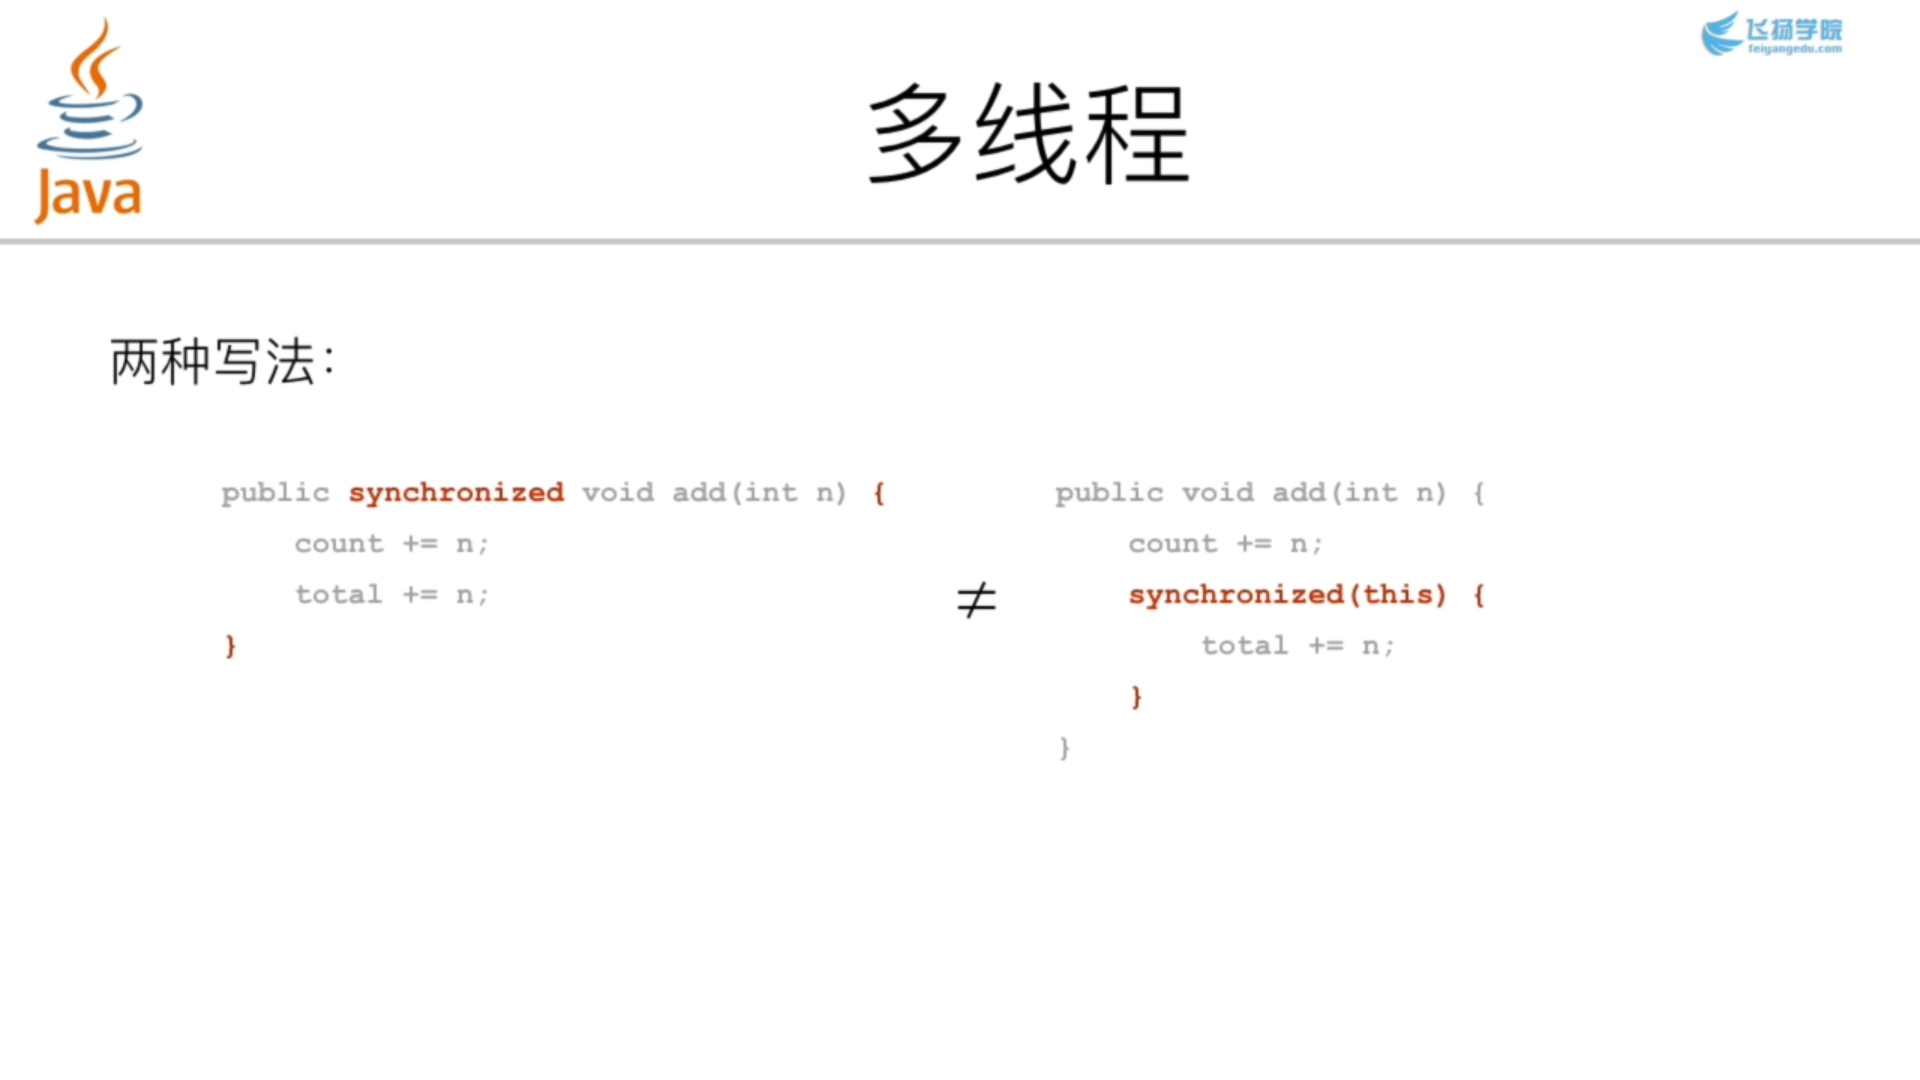 Java
飞扬学院
feiyangedu.com
多线程
两种写法：
public synchronized void add(int n) {
count += n;
total += n;
}
≠
public void add(int n) {
count += n;
synchronized(this) {
total += n;
}
}